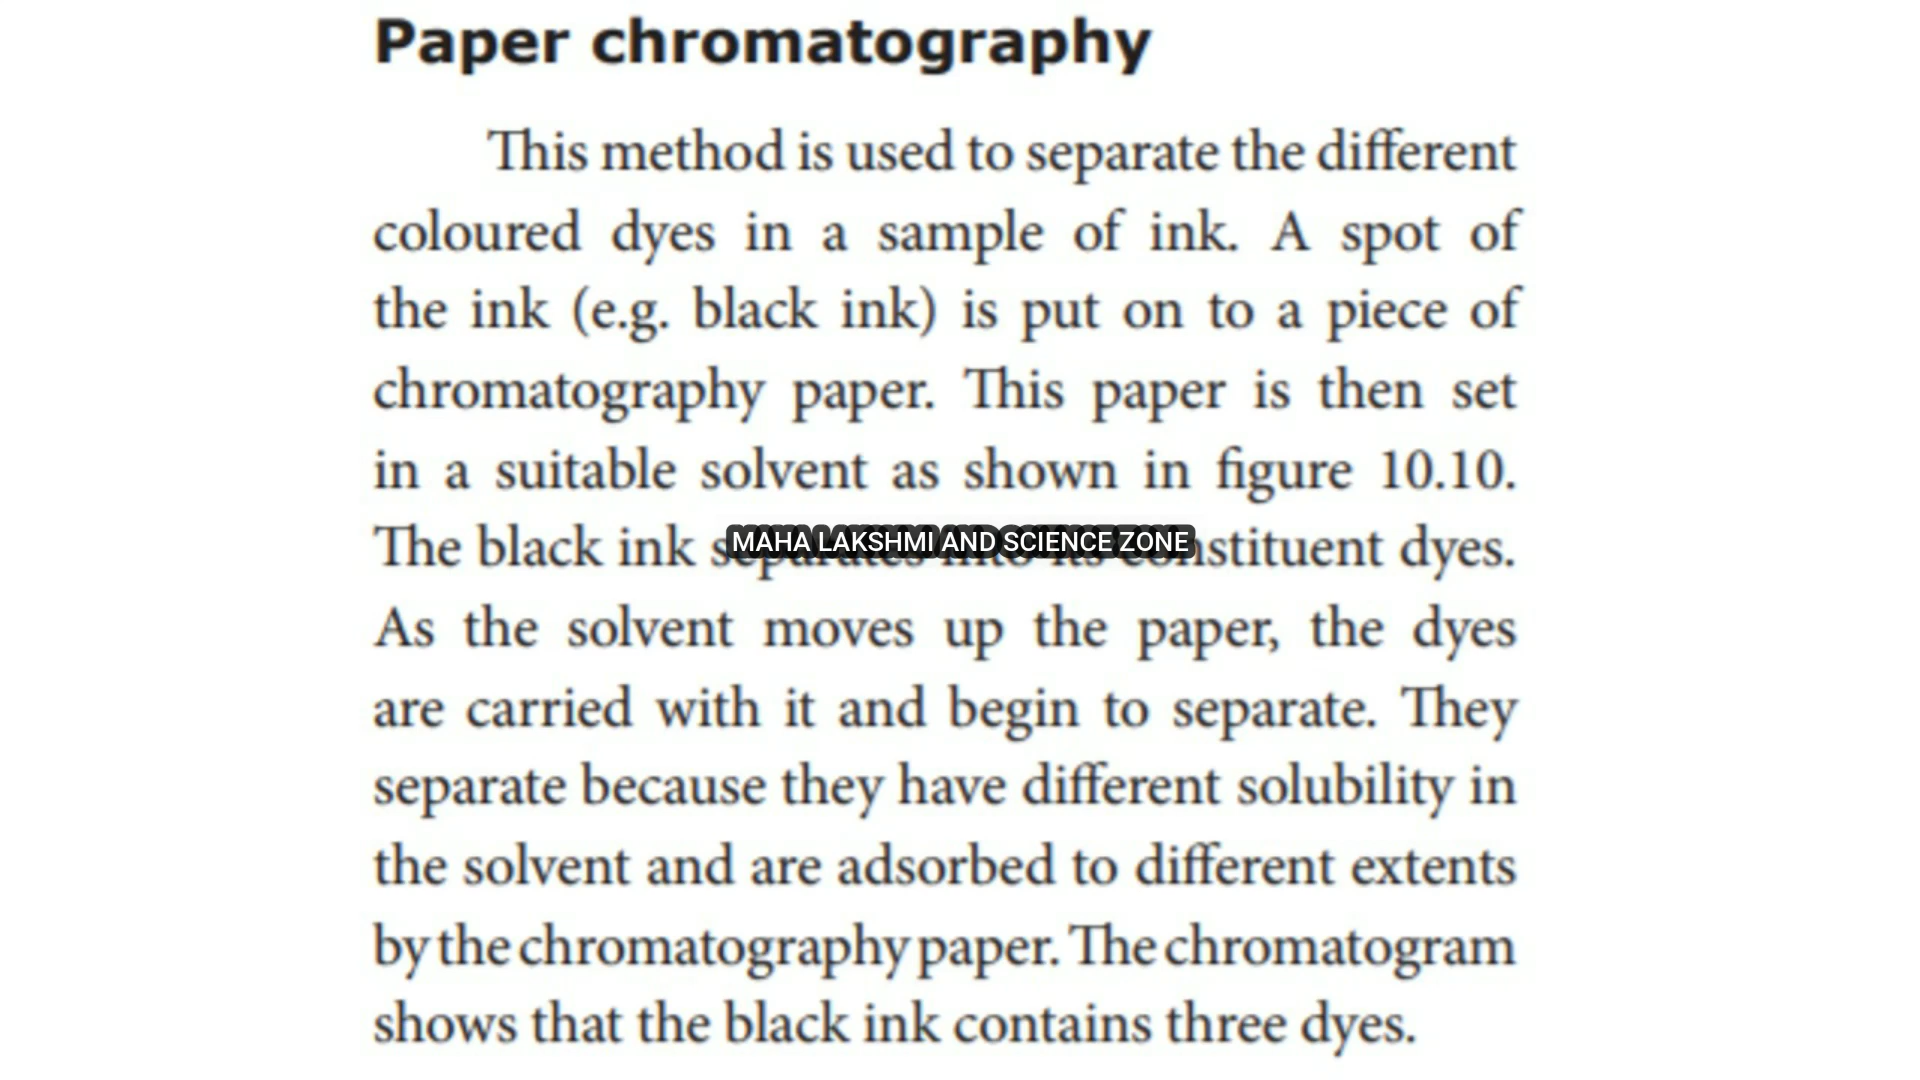 Paper chromatography
This method is used to separate the different
coloured dyes in a sample of ink. A spot of
the ink (e.g. black ink) is put on to a piece of
chromatography paper. This paper is then set
in a suitable solvent as shown in figure 10.10.
The black ink separates into its constituent dyes.
MAHA LAKSHMI AND SCIENCE ZONE
As the solvent moves up the paper, the dyes
are carried with it and begin to separate. They
separate because they have different solubility in
the solvent and are adsorbed to different extents
by the chromatography paper. The chromatogram
shows that the black ink contains three dyes.